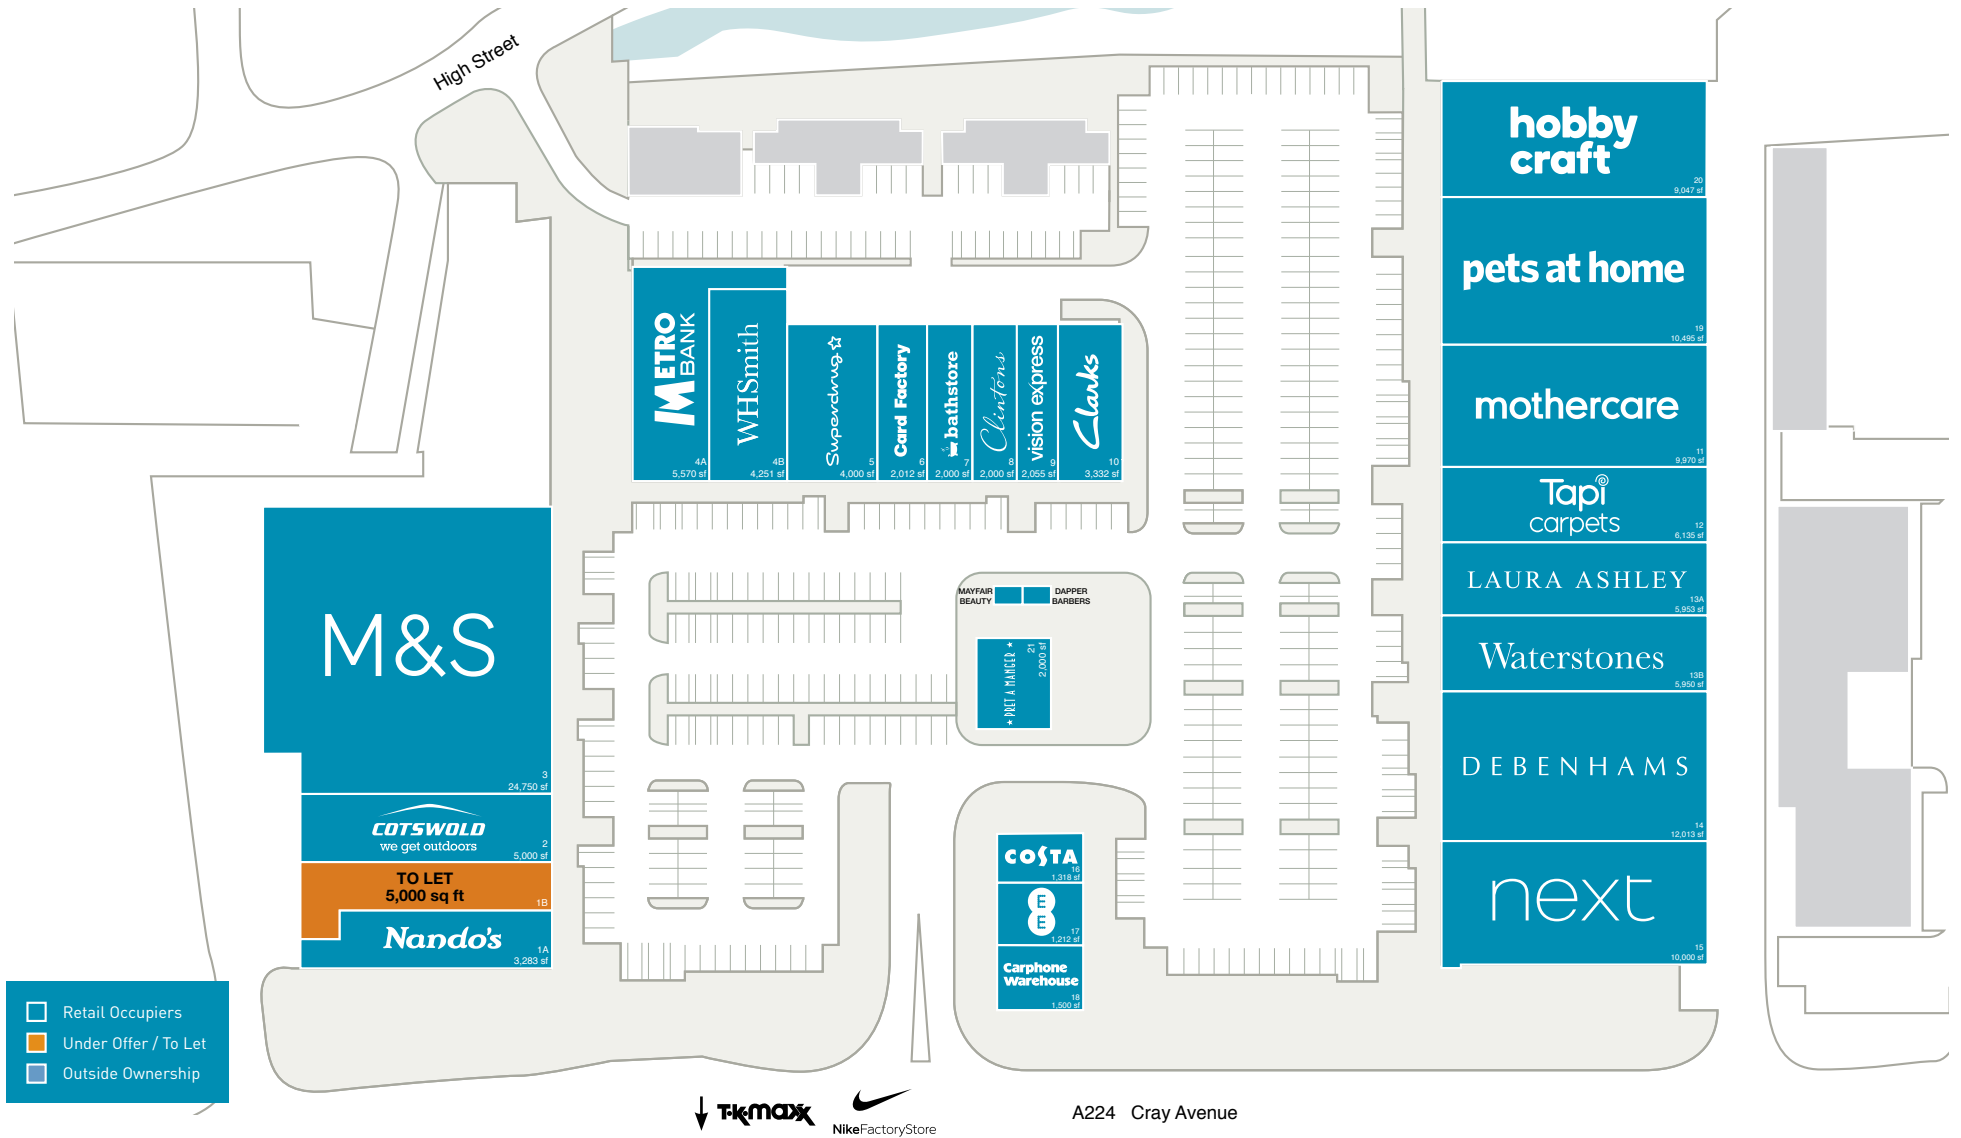 High Street
hobby
craft
20
9,047 sf
pets at home
19
10,495 sf
mothercare
11
9,970 sf
Tapi
carpets
12
6,135 sf
LAURA ASHLEY
13A
5,953 sf
Waterstones
13B
5,950 sf
DEBENHAMS
14
12,013 sf
next
15
10,000 sf
METRO
BANK
4A
5,570 sf
WHSmith
4B
4,251 sf
Superdrug
5
4,000 sf
Card Factory
6
2,012 sf
bathstore
7
2,000 sf
Clintons
8
2,000 sf
vision express
9
2,055 sf
Clarks
10
3,332 sf
M&S
3
24,750 sf
COTSWOLD
we get outdoors
2
5,000 sf
TO LET
5,000 sq ft
1B
Nando's
1A
3,283 sf
MAYFAIR
BEAUTY
DAPPER
BARBERS
PRET A MANGER
21
2,000 sf
COSTA
16
1,318 sf
EE
17
1,212 sf
Carphone
Warehouse
18
1,500 sf
Retail Occupiers
Under Offer / To Let
Outside Ownership
T·K·maxx
NikeFactoryStore
A224 Cray Avenue